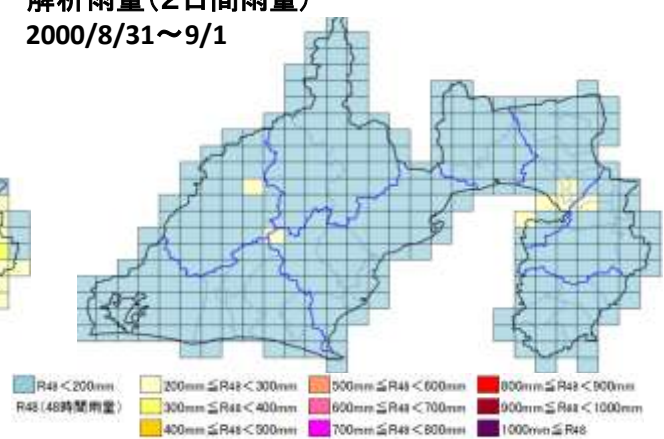 解析雨量(2日間雨量)
2000/8/31～9/1
R48＜200mm
200mm≦R48＜300mm
500mm≦R48＜600mm
800mm≦R48＜900mm
R48(48時間雨量)
300mm≦R48＜400mm
600mm≦R48＜700mm
900mm≦R48＜1000mm
400mm≦R48＜500mm
700mm≦R48＜800mm
1000mm≦R48